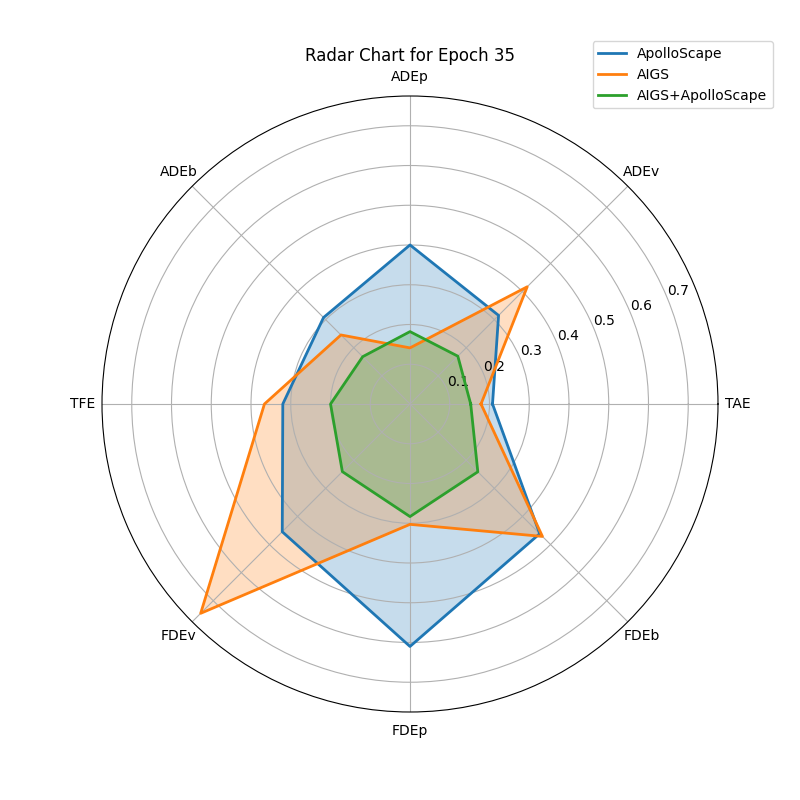 Radar Chart for Epoch 35
ApolloScape
AIGS
AIGS+ApolloScape
ADEp
ADEb
ADEv
0.7
0.6
0.5
0.4
0.3
0.2
0.1
TFE
TAE
FDEv
FDEb
FDEp